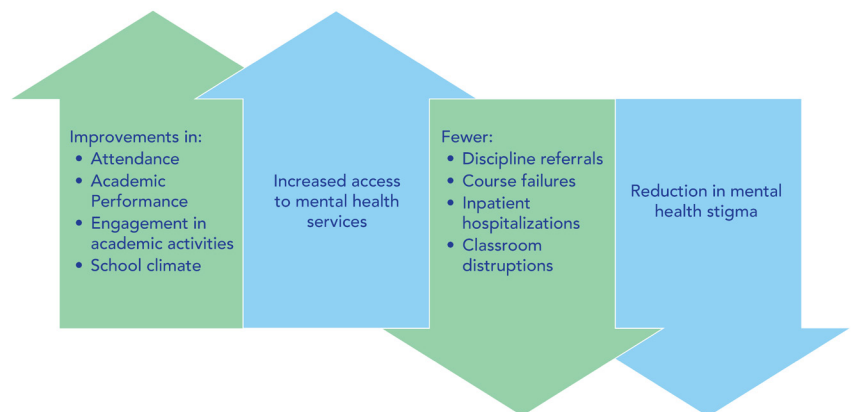 Improvements in:
• Attendance
• Academic
Performance
• Engagement in
academic activities
• School climate
Increased access
to mental health
services
Fewer:
• Discipline referrals
• Course failures
• Inpatient
hospitalizations
• Classroom
distruptions
Reduction in mental
health stigma